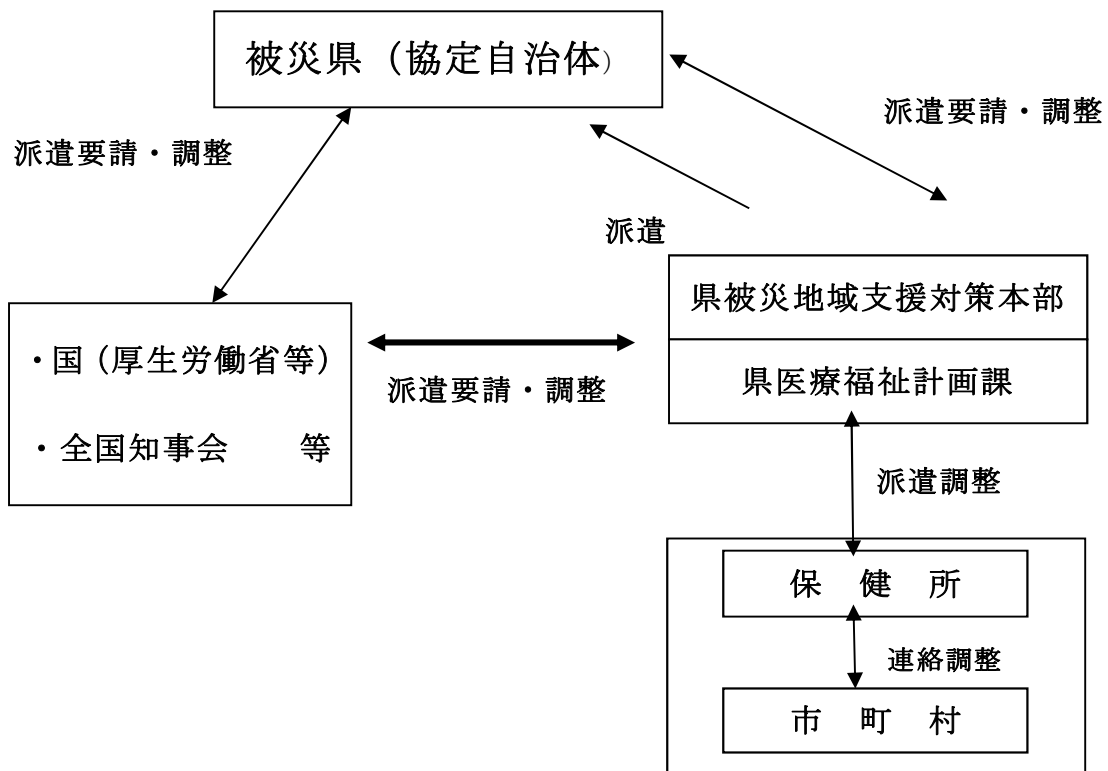 被災県（協定自治体）
派遣要請・調整
派遣要請・調整
派遣
県被災地域支援対策本部
県医療福祉計画課
・国（厚生労働省等）
・全国知事会　　等
派遣要請・調整
派遣調整
保　健　所
連絡調整
市　町　村